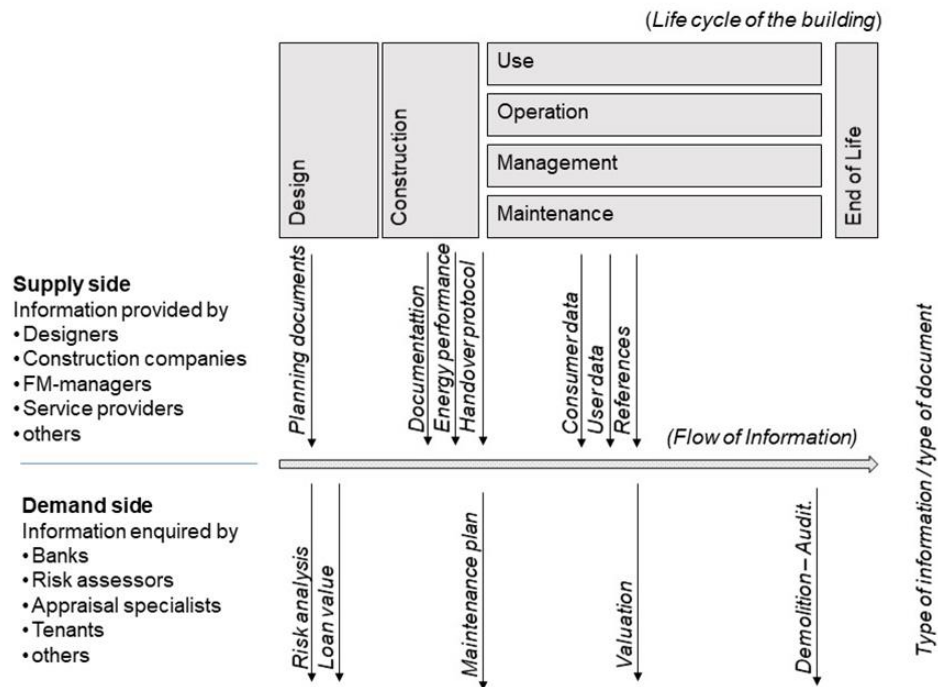 (Life cycle of the building)
Use
Operation
Management
Maintenance
Design
Construction
End of Life
Supply side
Information provided by
•Designers
•Construction companies
•FM-managers
•Service providers
•others
Planning documents
Documentattion
Energy performance
Handover protocol
Consumer data
User data
References
(Flow of Information)
Demand side
Information enquired by
•Banks
•Risk assessors
•Appraisal specialists
•Tenants
•others
Risk analysis
Loan value
Maintenance plan
Valuation
Demolition – Audit.
Type of information / type of document